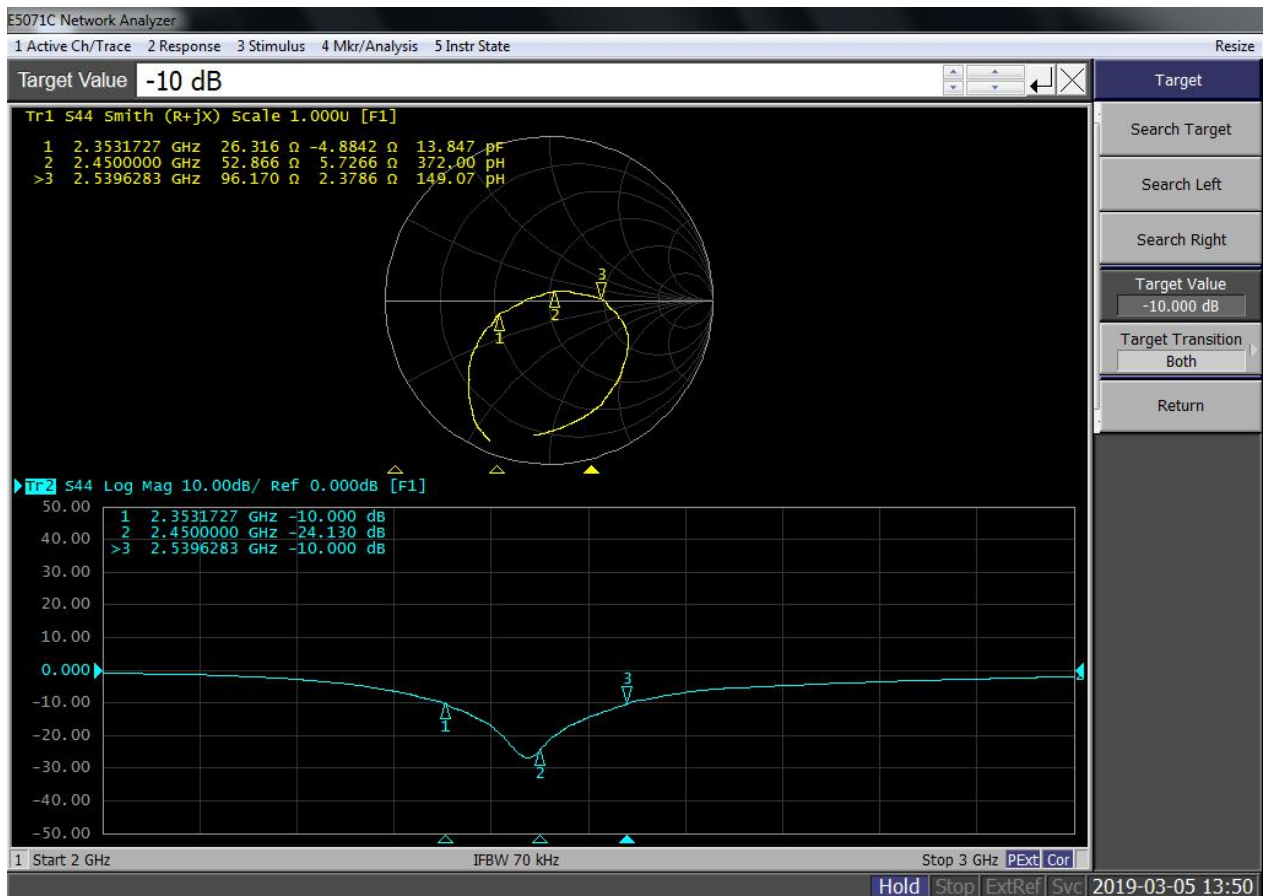 E5071C Network Analyzer
1 Active Ch/Trace 2 Response 3 Stimulus 4 Mkr/Analysis 5 Instr State Resize
Target Value -10 dB
Target
Search Target
Search Left
Search Right
Target Value
-10.000 dB
Target Transition
Both
Return
Tr1 S44 Smith (R+jX) Scale 1.000U [F1]
1 2.3531727 GHz 26.316 Ω -4.8842 Ω 13.847 pF
2 2.4500000 GHz 52.866 Ω 5.7266 Ω 372.00 pH
>3 2.5396283 GHz 96.170 Ω 2.3786 Ω 149.07 pH
3
1
2
Tr2 S44 Log Mag 10.00dB/ Ref 0.000dB [F1]
50.00
40.00
30.00
20.00
10.00
0.000
-10.00
-20.00
-30.00
-40.00
-50.00
1 2.3531727 GHz -10.000 dB
2 2.4500000 GHz -24.130 dB
>3 2.5396283 GHz -10.000 dB
3
1
2
1 Start 2 GHz IFBW 70 kHz Stop 3 GHz PExt Cor
Hold Stop ExtRef Svc 2019-03-05 13:50